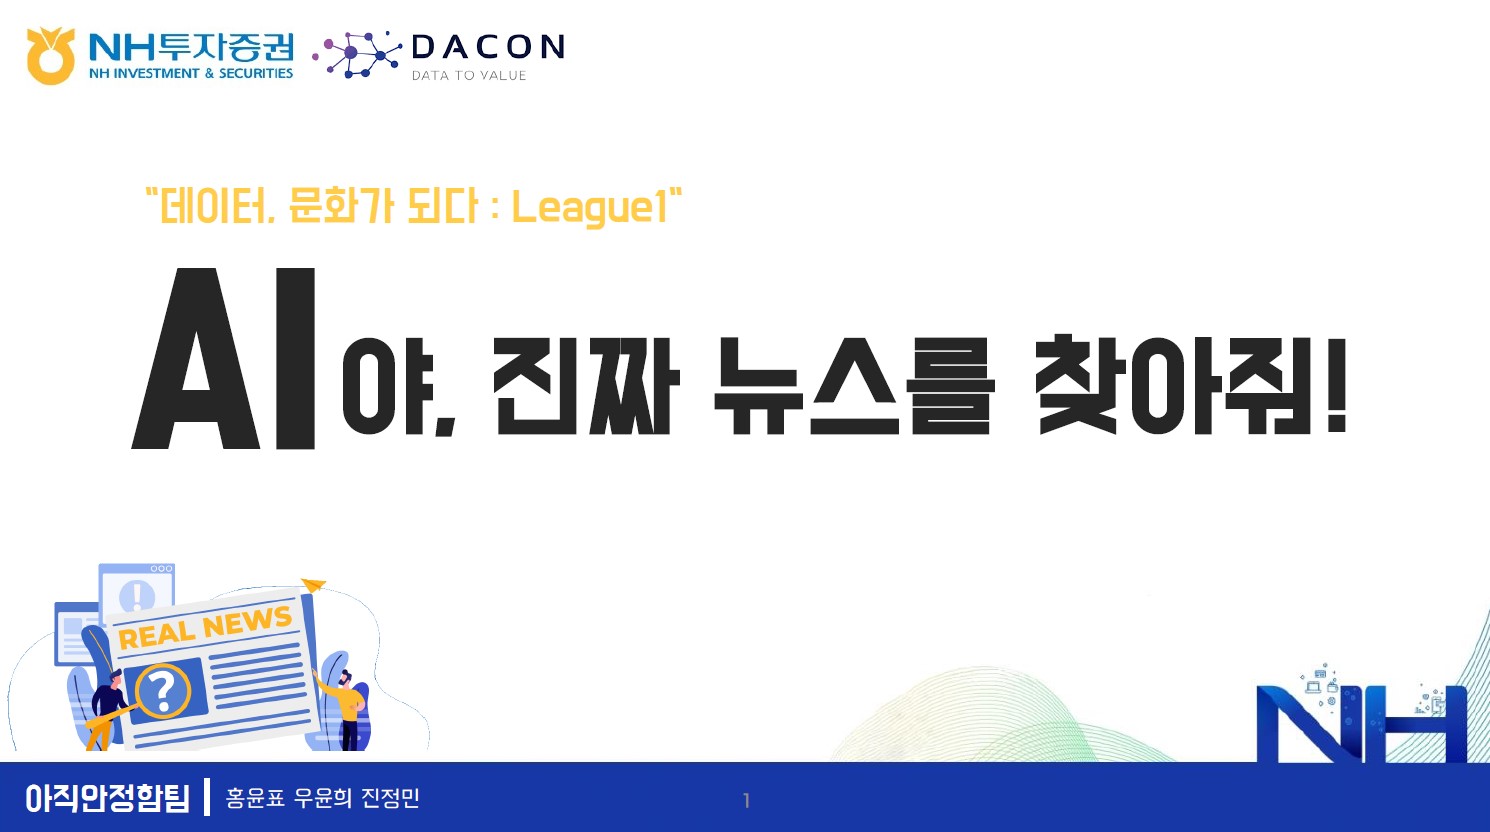 NH투자증권
NH INVESTMENT & SECURITIES
DACON
DATA TO VALUE
"데이터, 문화가 되다 : League1"
AI야, 진짜 뉴스를 찾아줘!
REAL NEWS
?
!
NH
아직안정함팀 | 홍윤표 우윤희 진정민
1